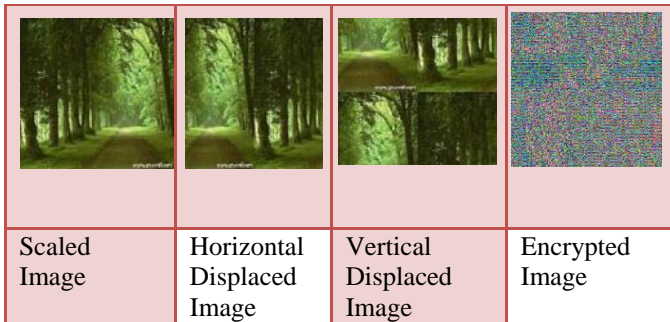 Scaled
Image
Horizontal
Displaced
Image
Vertical
Displaced
Image
Encrypted
Image